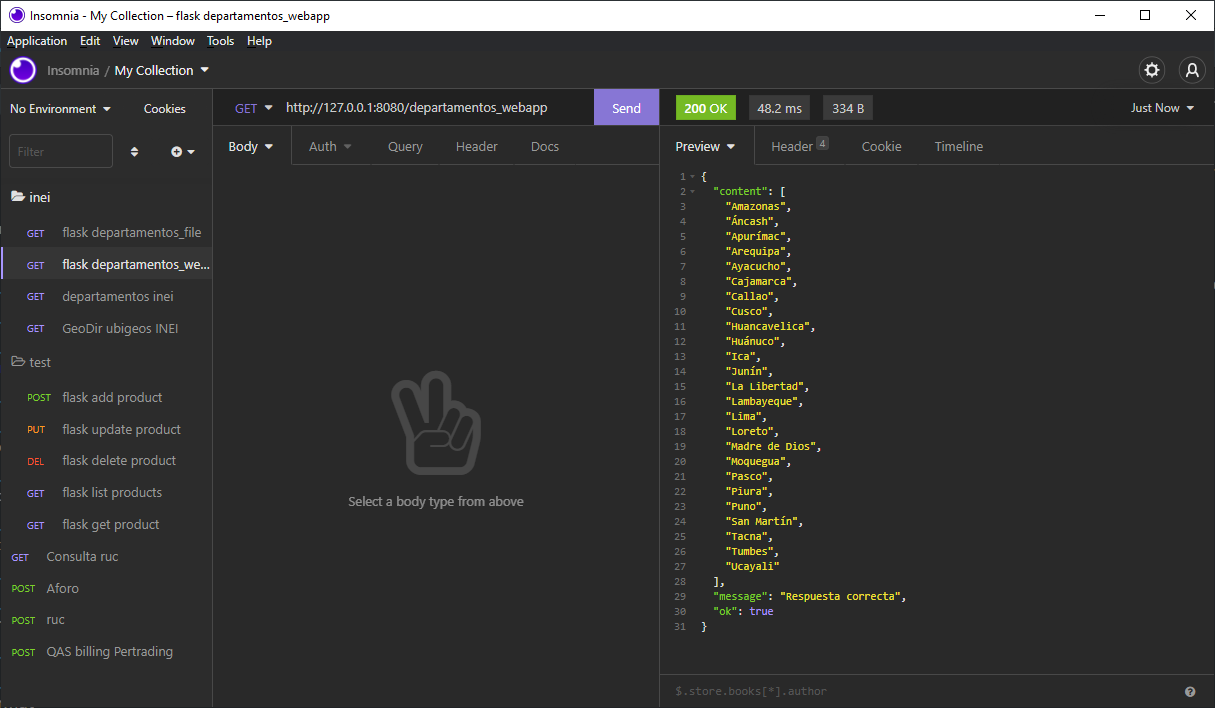 Insomnia - My Collection – flask departamentos_webapp
Application Edit View Window Tools Help
Insomnia / My Collection
No Environment Cookies
Filter
inei
GET flask departamentos_file
GET flask departamentos_we...
GET departamentos inei
GET GeoDir ubigeos INEI
test
POST flask add product
PUT flask update product
DEL flask delete product
GET flask list products
GET flask get product
GET Consulta ruc
POST Aforo
POST ruc
POST QAS billing Pertrading
GET http://127.0.0.1:8080/departamentos_webapp Send
Body Auth Query Header Docs
Select a body type from above
200 OK 48.2 ms 334 B Just Now
Preview Header 4 Cookie Timeline
1 {
2 "content": [
3 "Amazonas",
4 "Áncash",
5 "Apurímac",
6 "Arequipa",
7 "Ayacucho",
8 "Cajamarca",
9 "Callao",
10 "Cusco",
11 "Huancavelica",
12 "Huánuco",
13 "Ica",
14 "Junín",
15 "La Libertad",
16 "Lambayeque",
17 "Lima",
18 "Loreto",
19 "Madre de Dios",
20 "Moquegua",
21 "Pasco",
22 "Piura",
23 "Puno",
24 "San Martín",
25 "Tacna",
26 "Tumbes",
27 "Ucayali"
28 ],
29 "message": "Respuesta correcta",
30 "ok": true
31 }
$.store.books[*].author